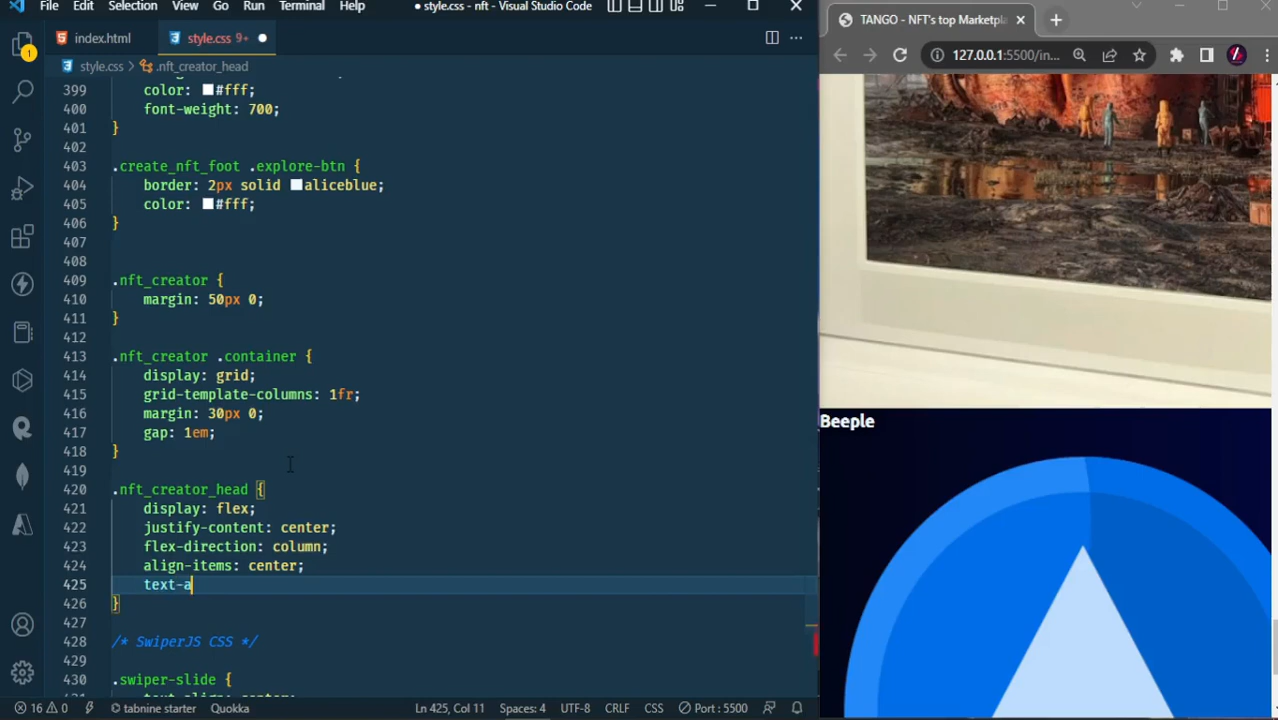 File Edit Selection View Go Run Terminal Help
● style.css - nft - Visual Studio Code
TANGO - NFT's top Marketpla
index.html
style.css 9+ ●
127.0.0.1:5500/in...
style.css > .nft_creator_head
1
399
400
401
402
403
404
405
406
407
408
409
410
411
412
413
414
415
416
417
418
419
420
421
422
423
424
425
426
427
428
429
430
color: #fff;
font-weight: 700;
}
.create_nft_foot .explore-btn {
border: 2px solid aliceblue;
color: #fff;
}
.nft_creator {
margin: 50px 0;
}
.nft_creator .container {
display: grid;
grid-template-columns: 1fr;
margin: 30px 0;
gap: 1em;
}
.nft_creator_head {
display: flex;
justify-content: center;
flex-direction: column;
align-items: center;
text-a
}
/* SwiperJS CSS */
.swiper-slide {
Beeple
16 0 tabnine starter Quokka
Ln 425, Col 11 Spaces: 4 UTF-8 CRLF CSS Port : 5500